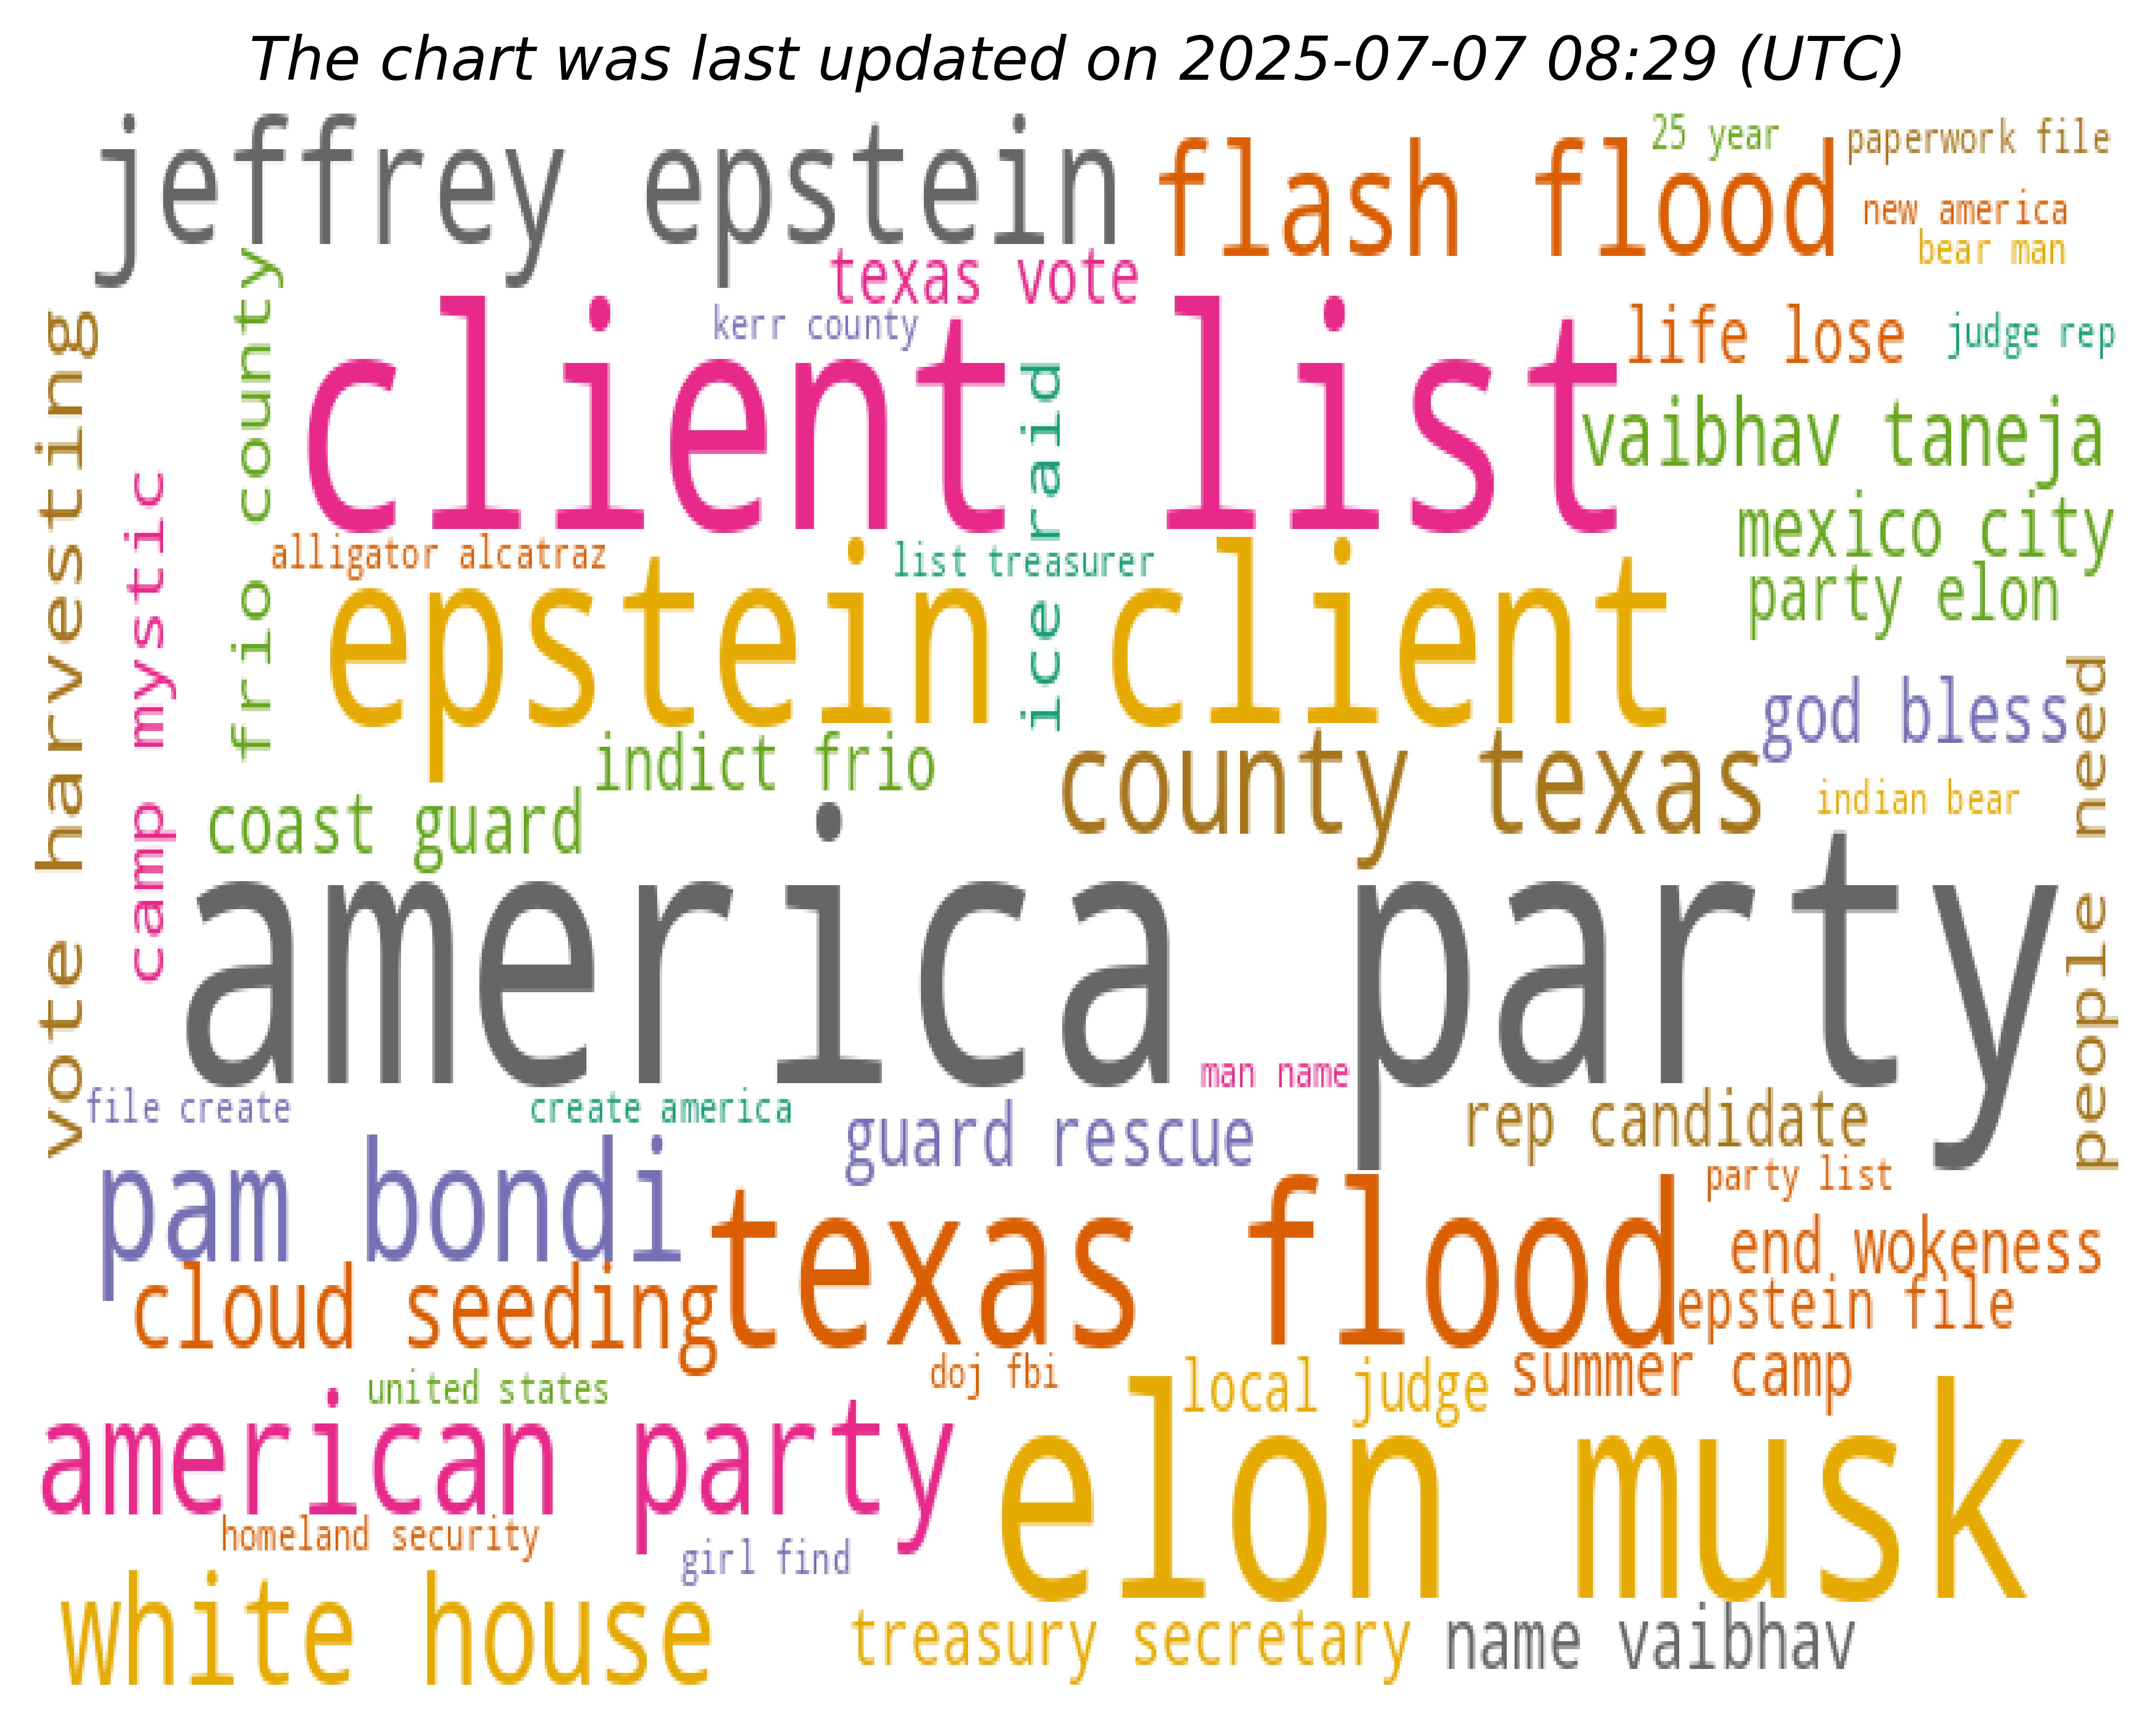 The chart was last updated on 2025-07-07 08:29 (UTC)
jeffrey epstein
flash flood
25 year
paperwork file
new america
bear man
texas vote
kerr county
client list
life lose
judge rep
vaibhav taneja
mexico city
party elon
vote harvesting
camp mystic
frio county
ice raid
alligator alcatraz
list treasurer
epstein client
god bless
people need
indict frio
county texas
indian bear
coast guard
america party
man name
file create
create america
guard rescue
rep candidate
party list
pam bondi
texas flood
end wokeness
epstein file
cloud seeding
doj fbi
local judge
summer camp
united states
american party
elon musk
homeland security
girl find
white house
treasury secretary
name vaibhav